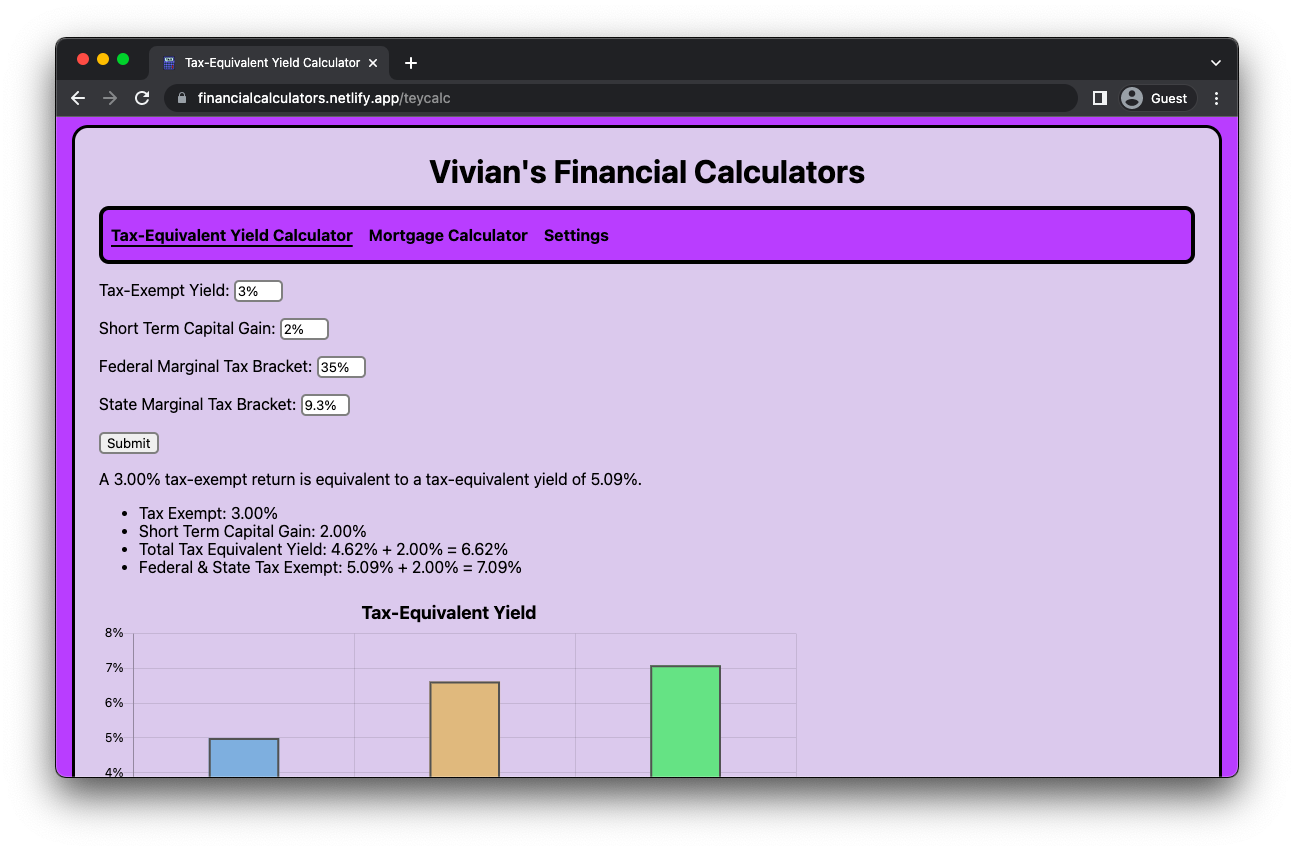 Tax-Equivalent Yield Calculator
financialcalculators.netlify.app/teycalc
Guest
Vivian's Financial Calculators
Tax-Equivalent Yield Calculator Mortgage Calculator Settings
Tax-Exempt Yield: 3%
Short Term Capital Gain: 2%
Federal Marginal Tax Bracket: 35%
State Marginal Tax Bracket: 9.3%
Submit
A 3.00% tax-exempt return is equivalent to a tax-equivalent yield of 5.09%.
• Tax Exempt: 3.00%
• Short Term Capital Gain: 2.00%
• Total Tax Equivalent Yield: 4.62% + 2.00% = 6.62%
• Federal & State Tax Exempt: 5.09% + 2.00% = 7.09%
Tax-Equivalent Yield
8%
7%
6%
5%
4%